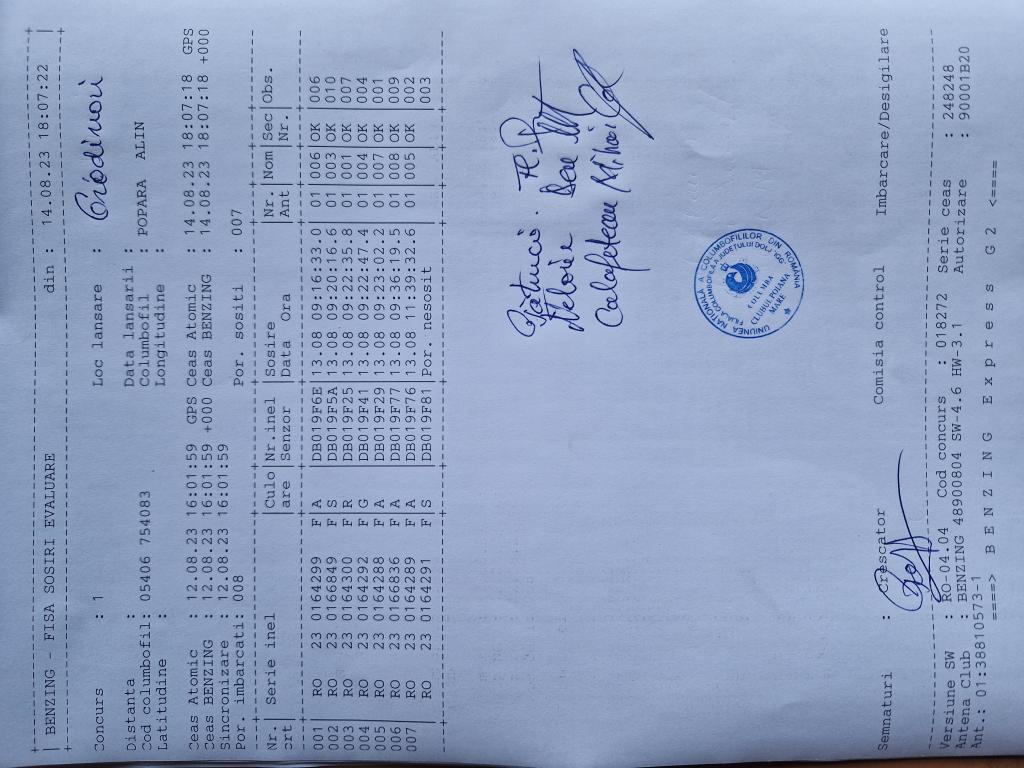 | BENZING - FISA SOSIRI EVALUARE din : 14.08.23 18:07:22 |
Concurs : 1 Loc lansare :
Distanta : Data lansarii :
Cod columbofil: 05406 754083 Columbofil : POPARA ALIN
Latitudine : Longitudine :
Ceas Atomic : 12.08.23 16:01:59 GPS Ceas Atomic : 14.08.23 18:07:18 GPS
Ceas BENZING : 12.08.23 16:01:59 +000 Ceas BENZING : 14.08.23 18:07:18 +000
Sincronizare : 12.08.23 16:01:59
Por. imbarcati: 008 Por. sositi : 007
Nr. | Serie inel | Culo | Nr.inel | Sosire | Nr. | Nom | Sec | Obs.
crt | are | Senzor | Data Ora | Ant | Nr.
001 | RO 23 0164299 F A | DB019F6E | 13.08 09:16:33.0 | 01 | 006 | OK | 006
002 | RO 23 0166849 F S | DB019F5A | 13.08 09:20:16.6 | 01 | 003 | OK | 010
003 | RO 23 0164300 F R | DB019F25 | 13.08 09:22:35.8 | 01 | 001 | OK | 007
004 | RO 23 0164292 F G | DB019F41 | 13.08 09:22:47.4 | 01 | 004 | OK | 004
005 | RO 23 0164288 F A | DB019F29 | 13.08 09:23:02.2 | 01 | 007 | OK | 001
006 | RO 23 0166836 F A | DB019F77 | 13.08 09:36:19.5 | 01 | 008 | OK | 009
007 | RO 23 0164289 F A | DB019F76 | 13.08 11:39:32.6 | 01 | 005 | OK | 002
| RO 23 0164291 F S | DB019F81 | Por. nesosit | 003
Mihai
UNIUNEA NATIONALA A COLUMBOFILILOR DIN ROMANIA
FILIALA COLUMBOFILA A JUDETULUI DOLJ
COLUMBA
CLUBUL POIANA
MARE
Semnaturi : Crescator Comisia control Imbarcare/Desigilare
Versiune SW : RO-04.04 Cod concurs : 018272 Serie ceas : 248248
Antena Club : BENZING 48900804 SW-4.6 HW-3.1 Autorizare : 90001B20
Ant.: 01:38810573-1
====> B E N Z I N G E x p r e s s G 2 <====